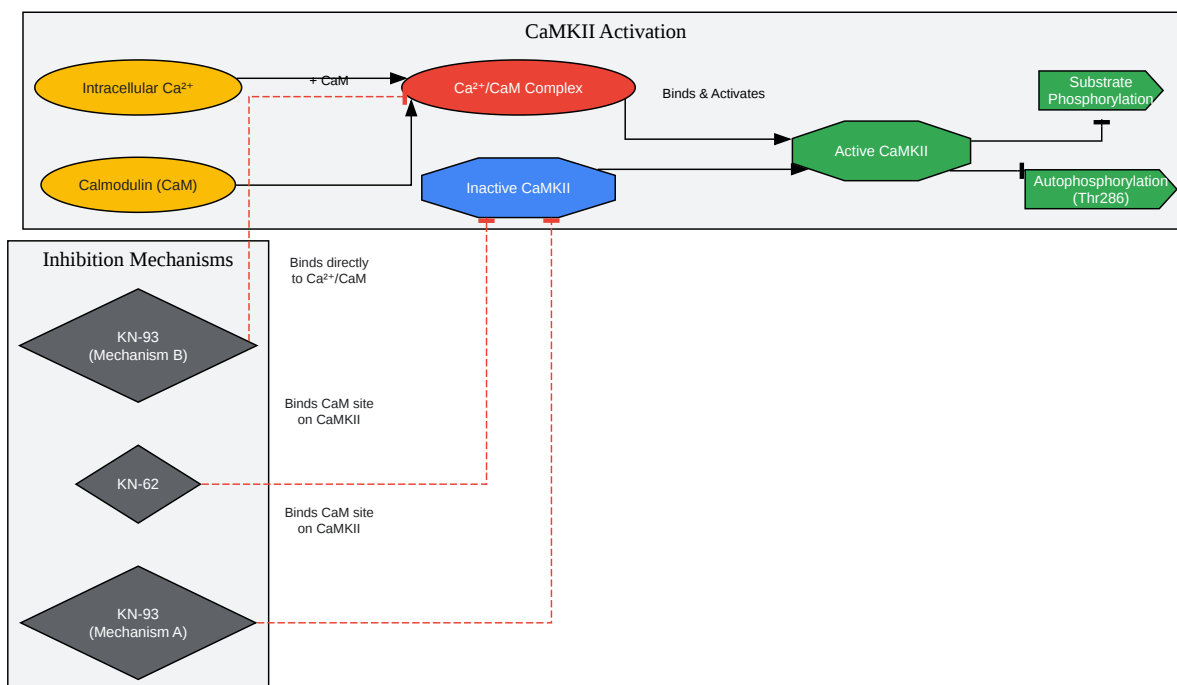 CaMKII Activation
Intracellular Ca²⁺
+ CaM
Ca²⁺/CaM Complex
Binds & Activates
Substrate
Phosphorylation
Active CaMKII
Calmodulin (CaM)
Inactive CaMKII
Autophosphorylation
(Thr286)
Inhibition Mechanisms
Binds directly
to Ca²⁺/CaM
KN-93
(Mechanism B)
Binds CaM site
on CaMKII
KN-62
Binds CaM site
on CaMKII
KN-93
(Mechanism A)